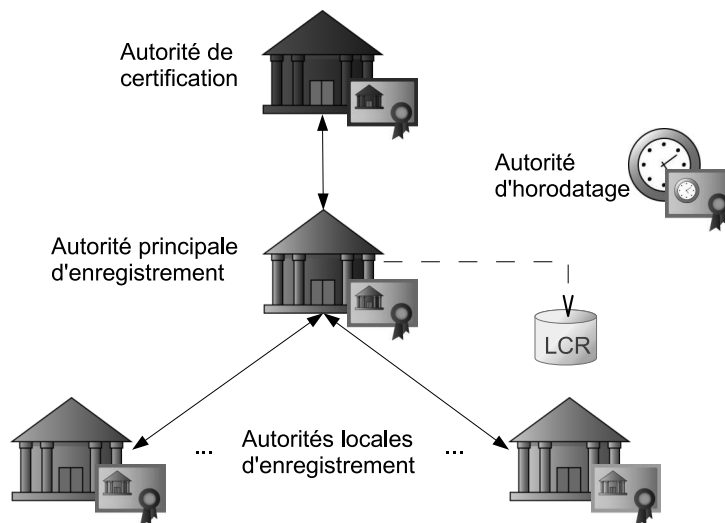 Autorité de
certification
Autorité
d'horodatage
Autorité principale
d'enregistrement
LCR
... Autorités locales ...
d'enregistrement